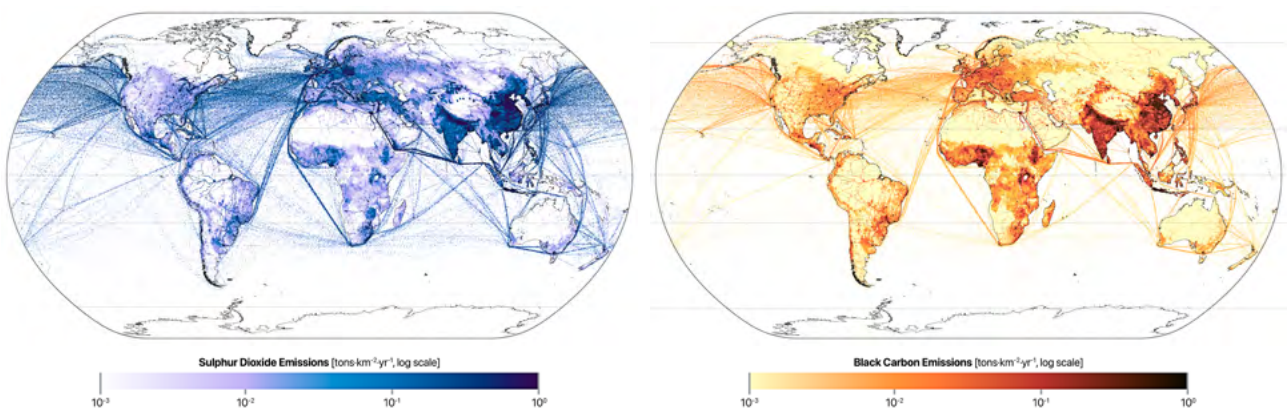 Sulphur Dioxide Emissions [tons·km⁻²·yr⁻¹, log scale]
10⁻³ 10⁻² 10⁻¹ 10⁰
Black Carbon Emissions [tons·km⁻²·yr⁻¹, log scale]
10⁻³ 10⁻² 10⁻¹ 10⁰